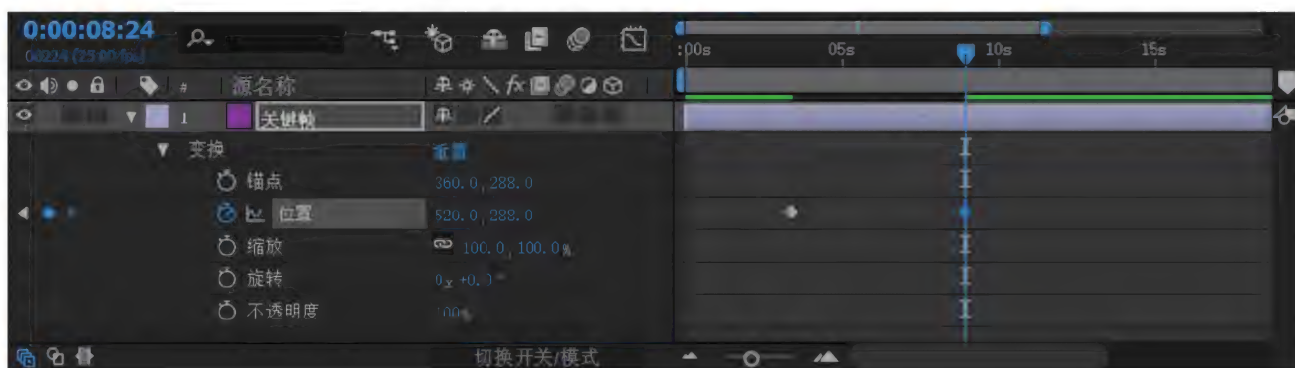 0:00:08:24
00224 (25.00 fps)
:00s 05s 10s 15s
# 源名称 fx
1 关键帧
变换 重置
锚点 360.0,288.0
位置 520.0,288.0
缩放 100.0,100.0%
旋转 0x+0.0°
不透明度 100%
切换开关/模式